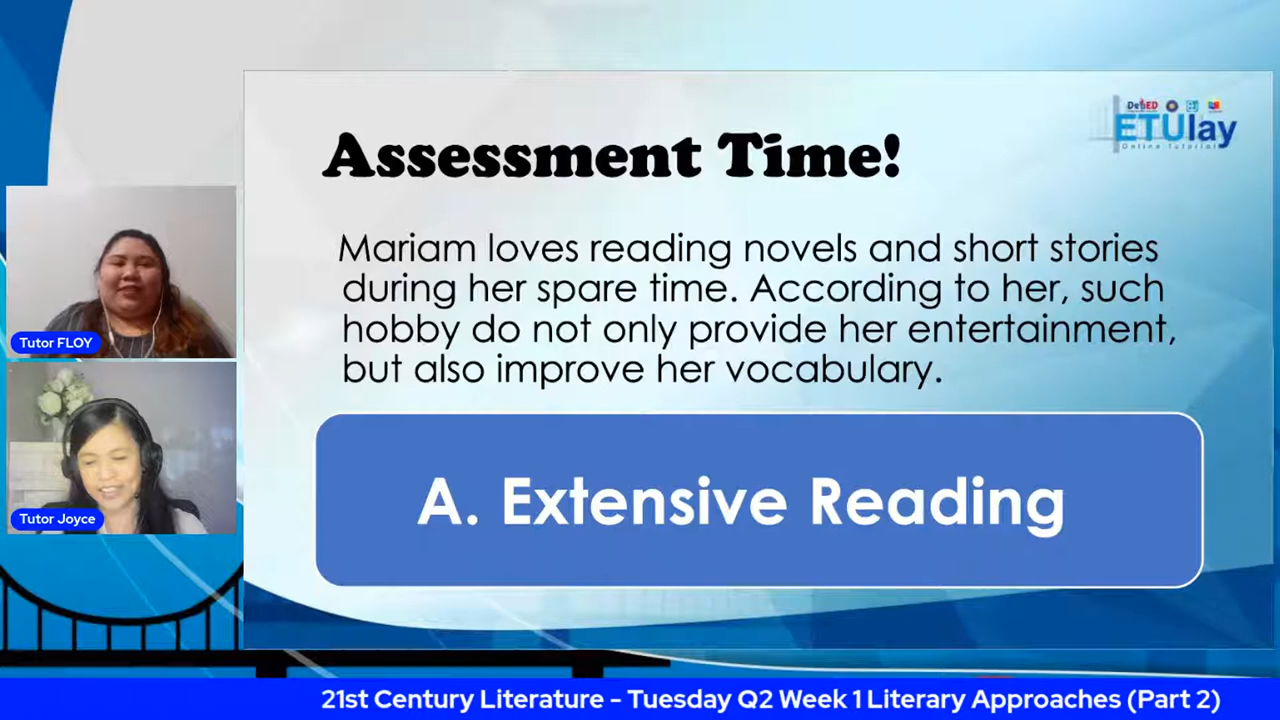 DepED
ETUlay
Online Tutorial
Assessment Time!
Mariam loves reading novels and short stories
during her spare time. According to her, such
hobby do not only provide her entertainment,
but also improve her vocabulary.
Tutor FLOY
A. Extensive Reading
Tutor Joyce
21st Century Literature - Tuesday Q2 Week 1 Literary Approaches (Part 2)